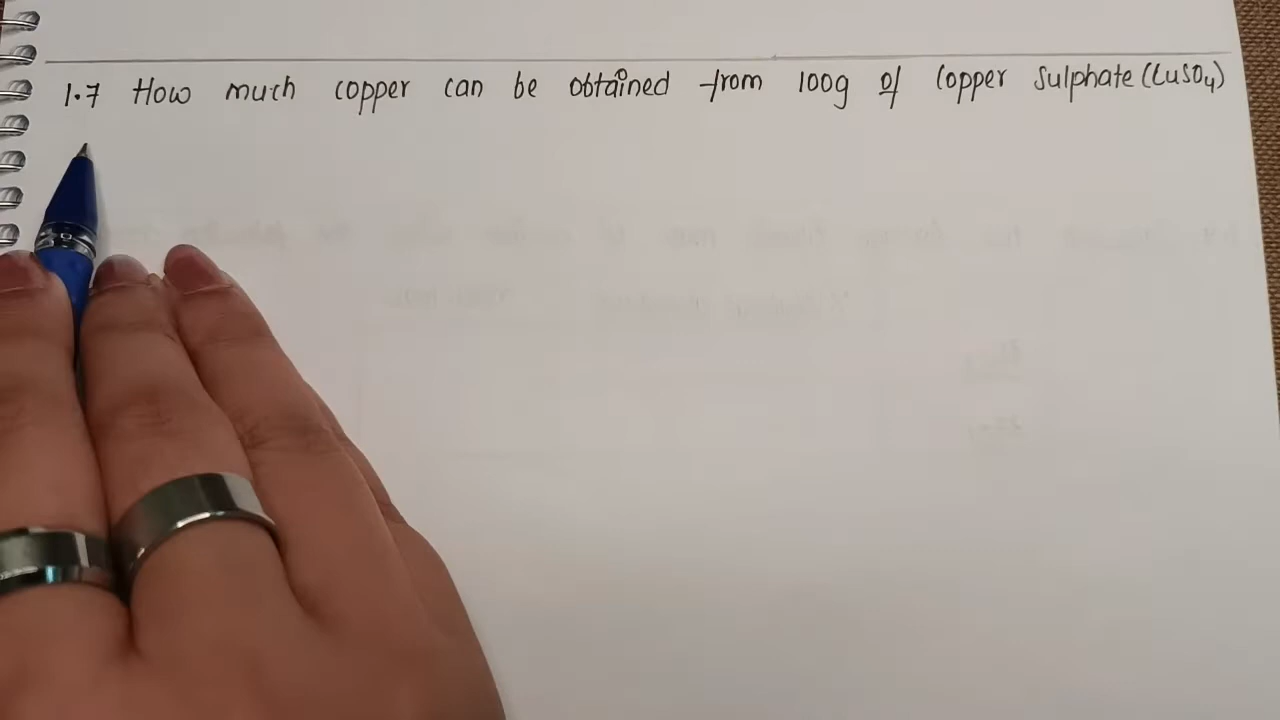 1.7 How much copper can be obtained from 100g of Copper Sulphate (CuSO4)